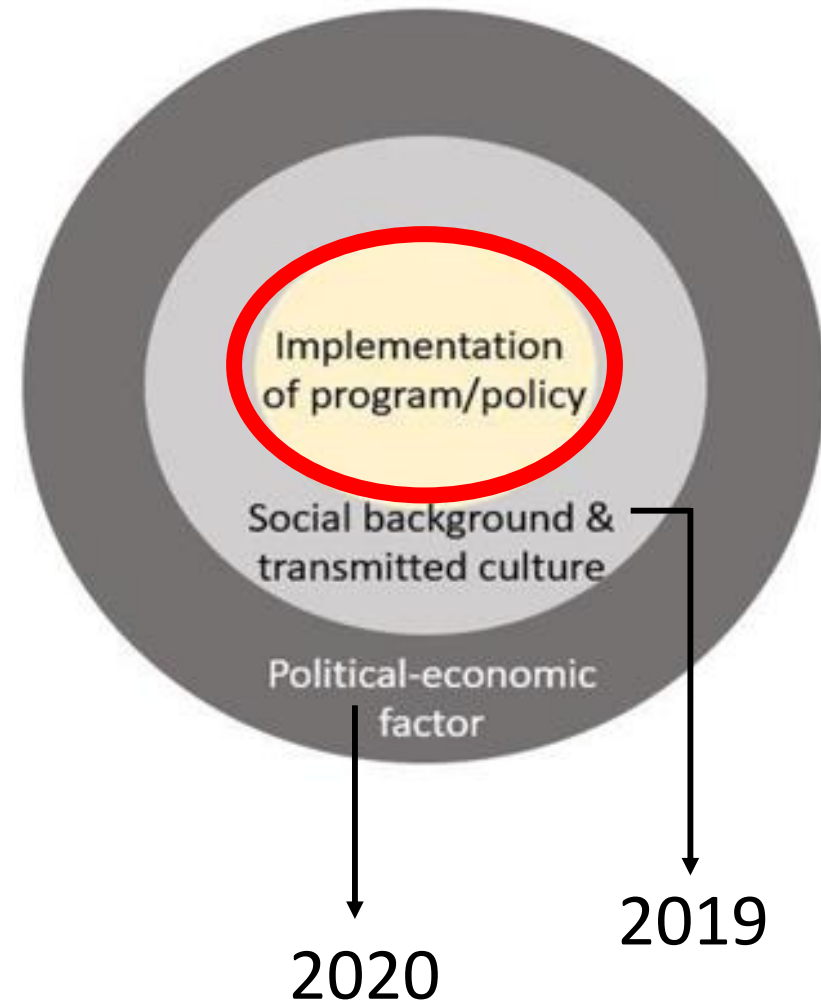 Implementation
of program/policy
Social background &
transmitted culture
Political-economic
factor
2019
2020